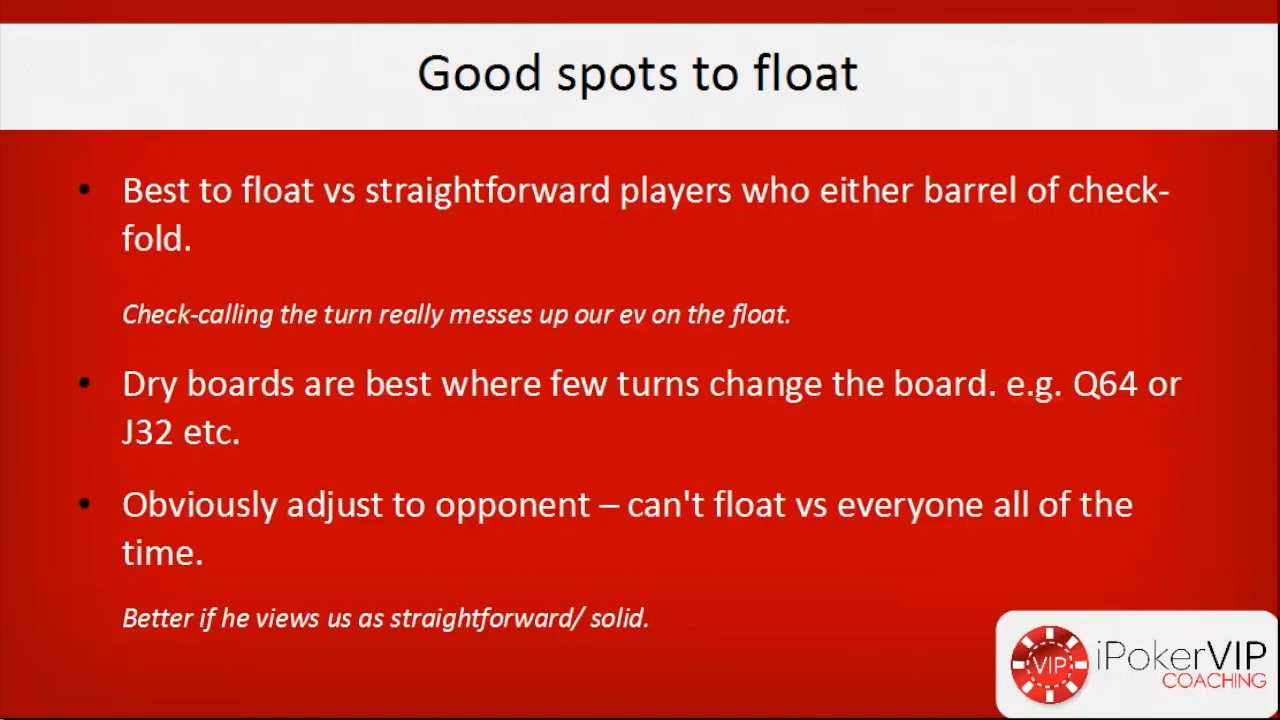 Good spots to float
• Best to float vs straightforward players who either barrel of check-
fold.
Check-calling the turn really messes up our ev on the float.
• Dry boards are best where few turns change the board. e.g. Q64 or
J32 etc.
• Obviously adjust to opponent – can't float vs everyone all of the
time.
Better if he views us as straightforward/ solid.
VIP iPokerVIP
COACHING